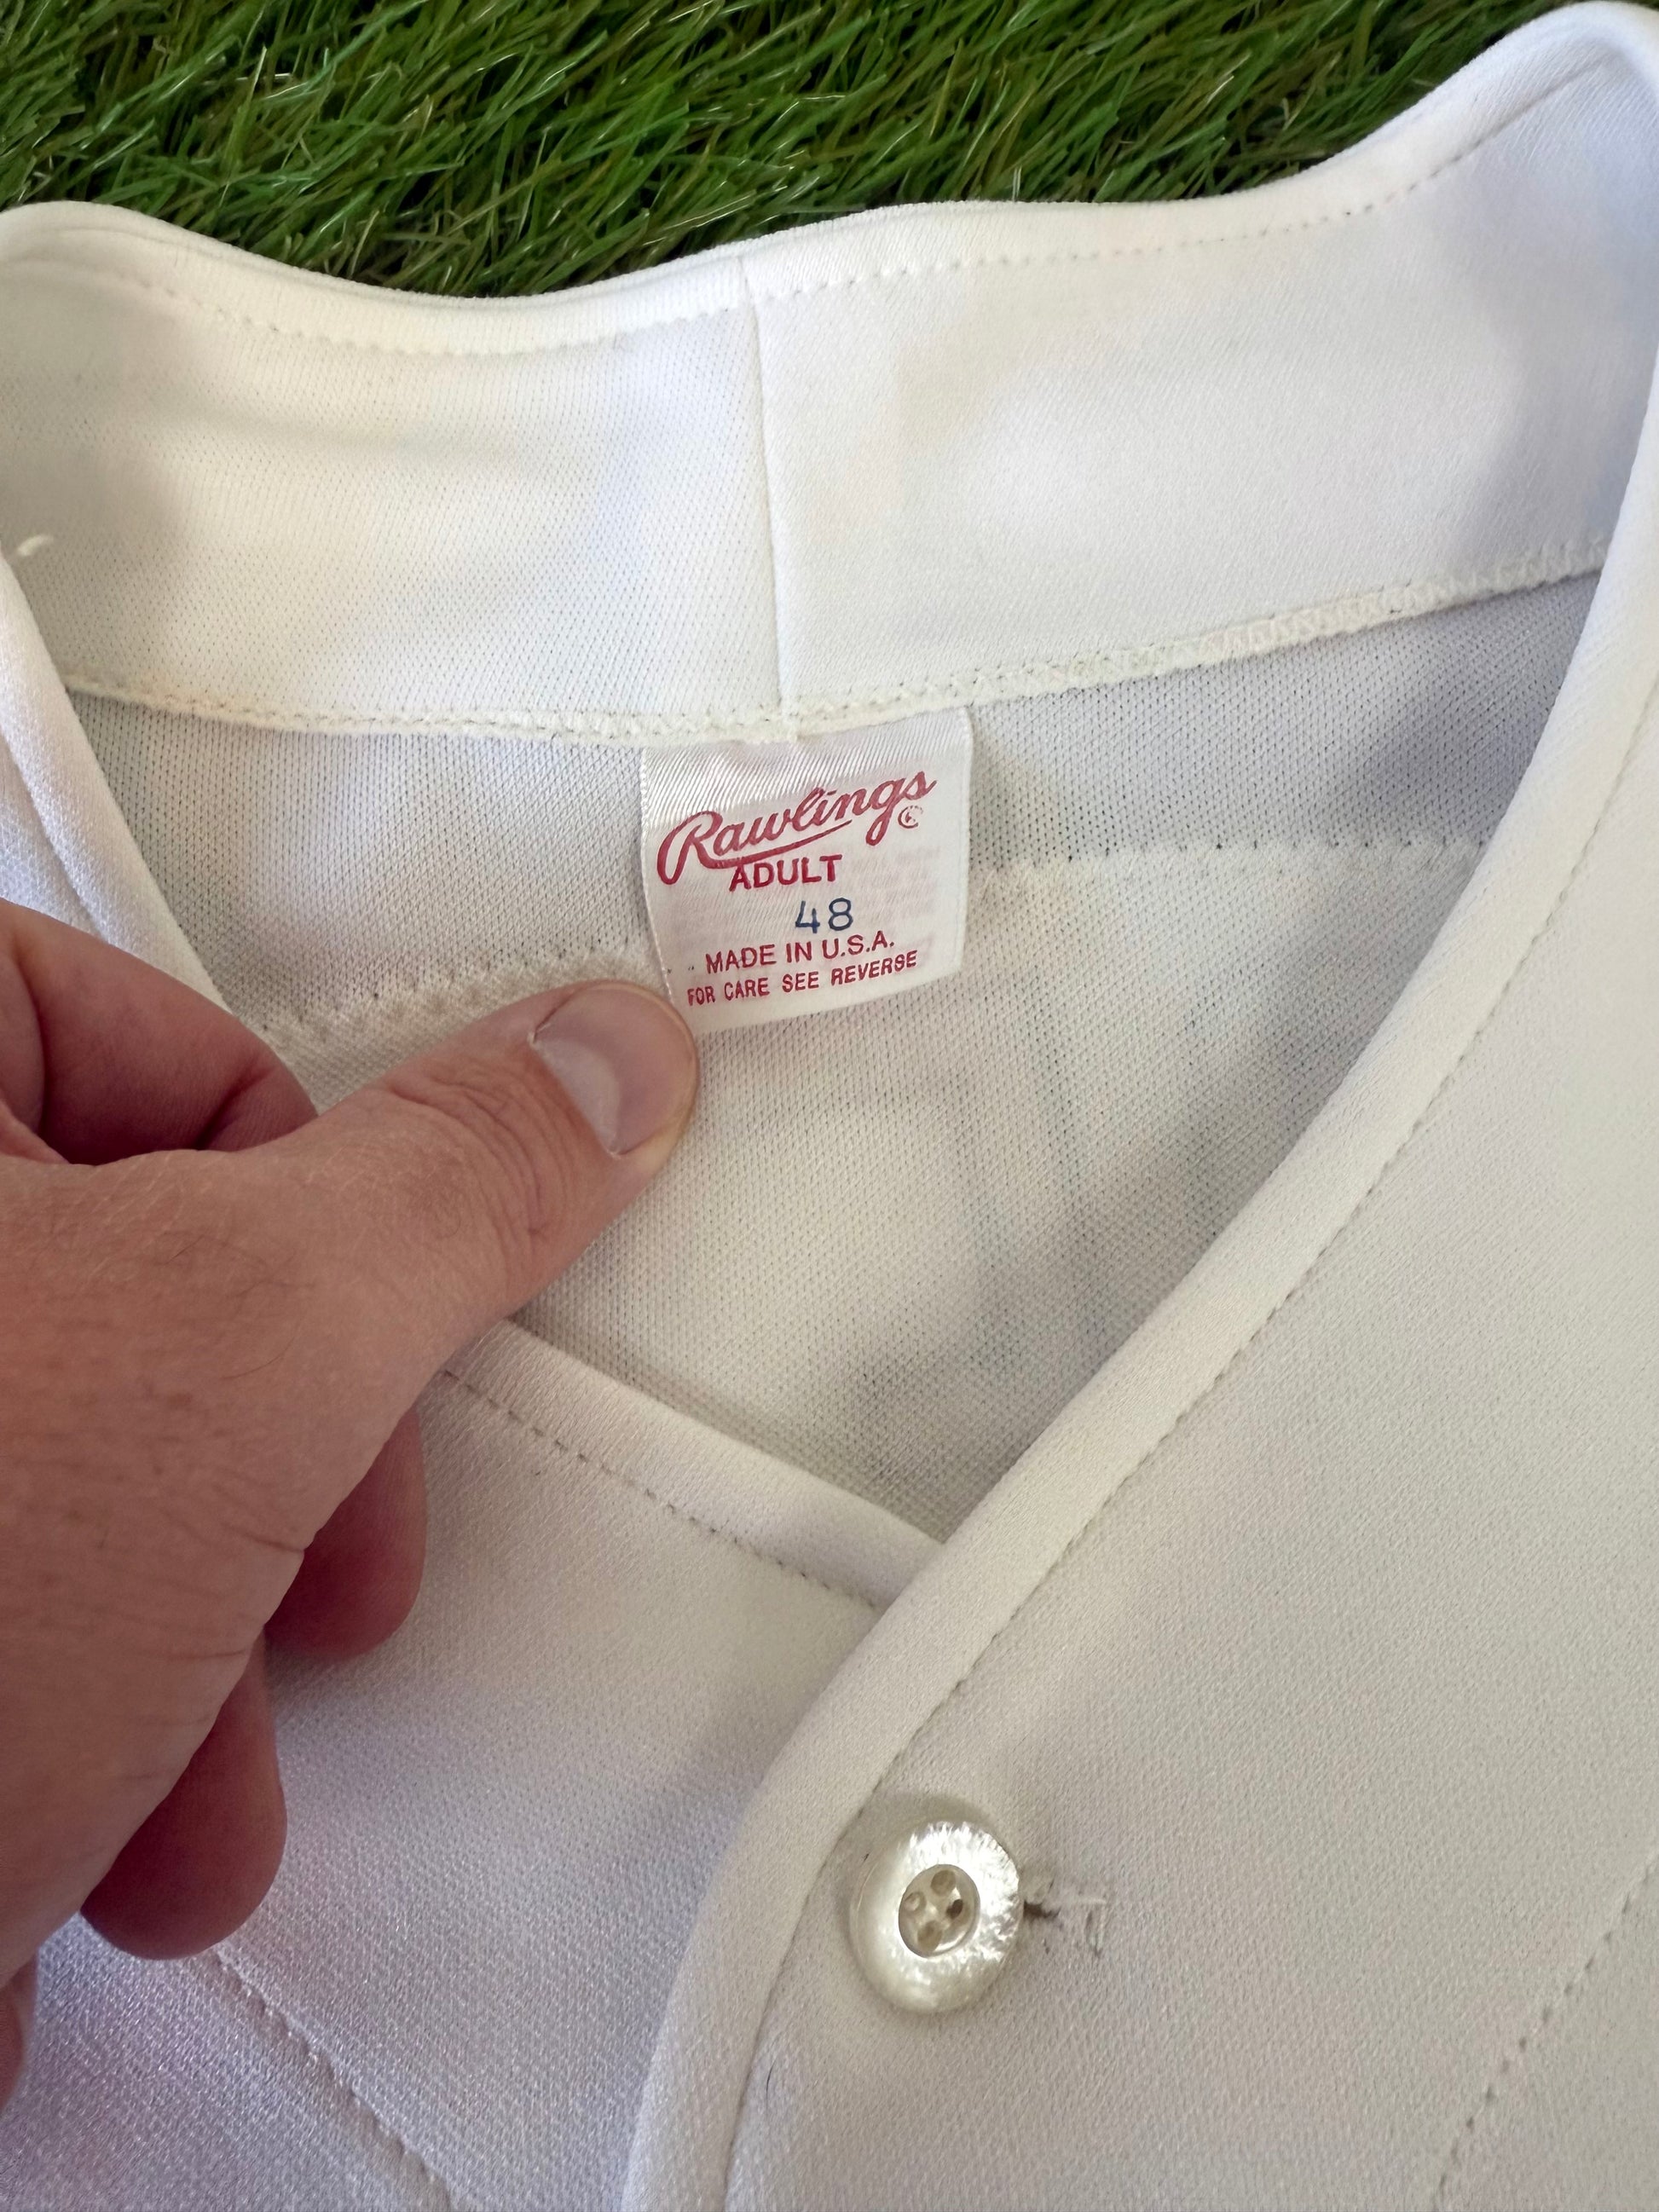 Rawlings ®
ADULT
48
MADE IN U.S.A.
FOR CARE SEE REVERSE